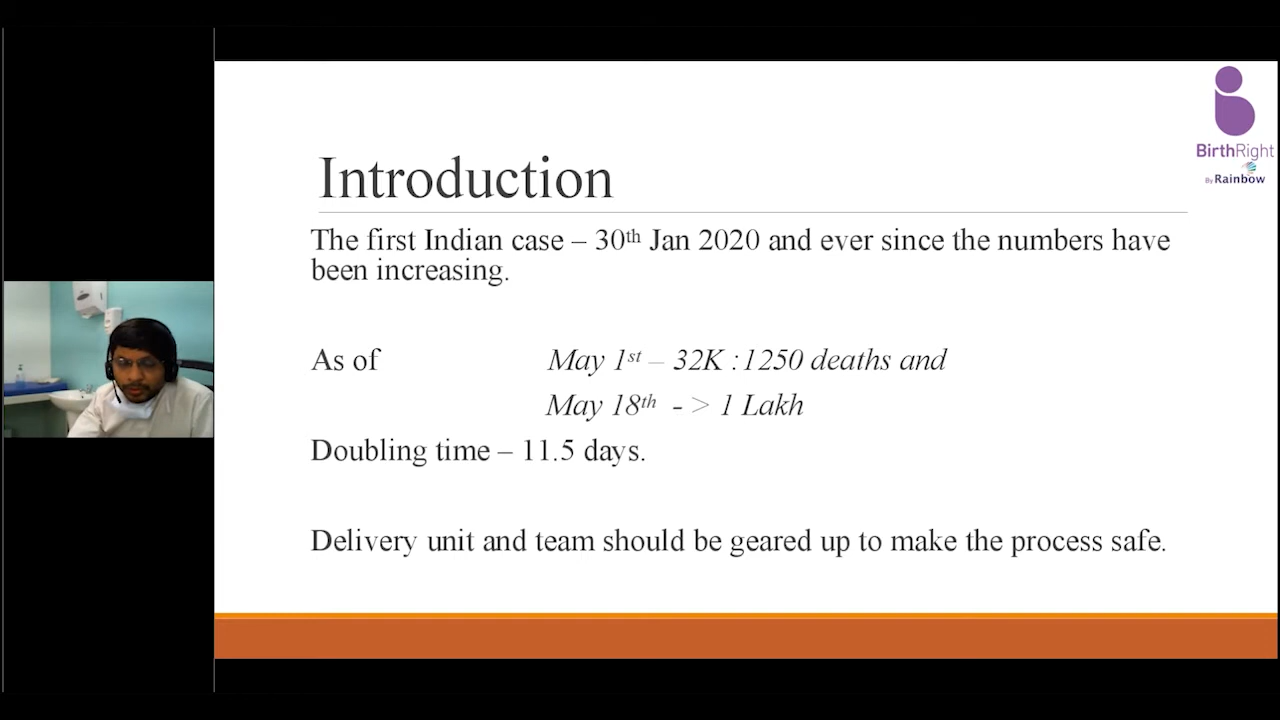 BirthRight
By Rainbow
Introduction
The first Indian case – 30th Jan 2020 and ever since the numbers have
been increasing.
As of May 1st – 32K : 1250 deaths and
May 18th - > 1 Lakh
Doubling time – 11.5 days.
Delivery unit and team should be geared up to make the process safe.